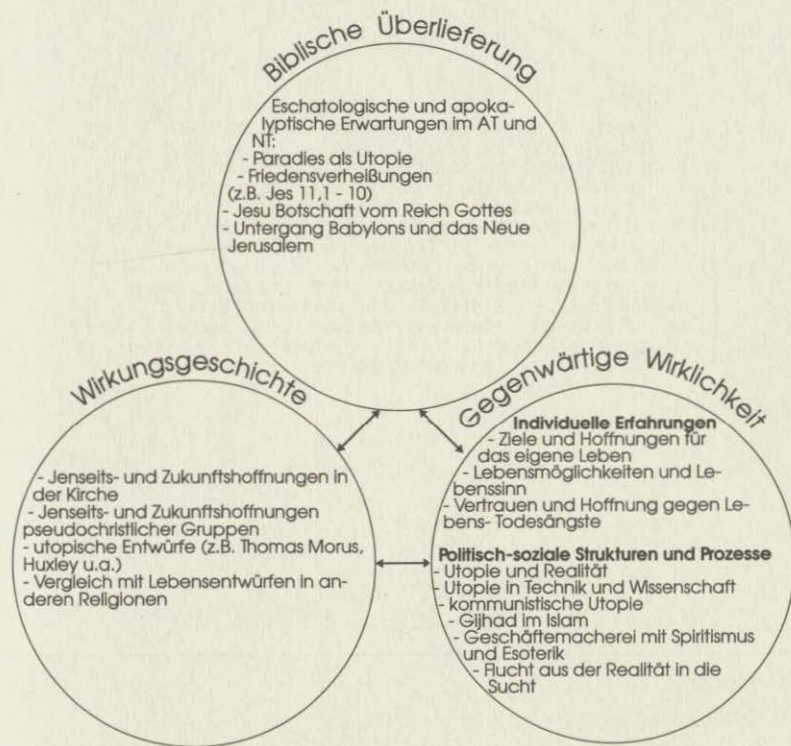 Biblische Überlieferung
Eschatologische und apoka-
lyptische Erwartungen im AT und
NT:
- Paradies als Utopie
- Friedensverheißungen
(z.B. Jes 11,1 - 10)
- Jesu Botschaft vom Reich Gottes
- Untergang Babylons und das Neue
Jerusalem
Wirkungsgeschichte
- Jenseits- und Zukunftshoffnungen in
der Kirche
- Jenseits- und Zukunftshoffnungen
pseudochristlicher Gruppen
- utopische Entwürfe (z.B. Thomas Morus,
Huxley u.a.)
- Vergleich mit Lebensentwürfen in an-
deren Religionen
Gegenwärtige Wirklichkeit
Individuelle Erfahrungen
- Ziele und Hoffnungen für
das eigene Leben
- Lebensmöglichkeiten und Le-
benssinn
- Vertrauen und Hoffnung gegen Le-
bens- Todesängste
Politisch-soziale Strukturen und Prozesse
- Utopie und Realität
- Utopie in Technik und Wissenschaft
- kommunistische Utopie
- Gijhad im Islam
- Geschäftemacherei mit Spiritismus
und Esoterik
- Flucht aus der Realität in die
Sucht